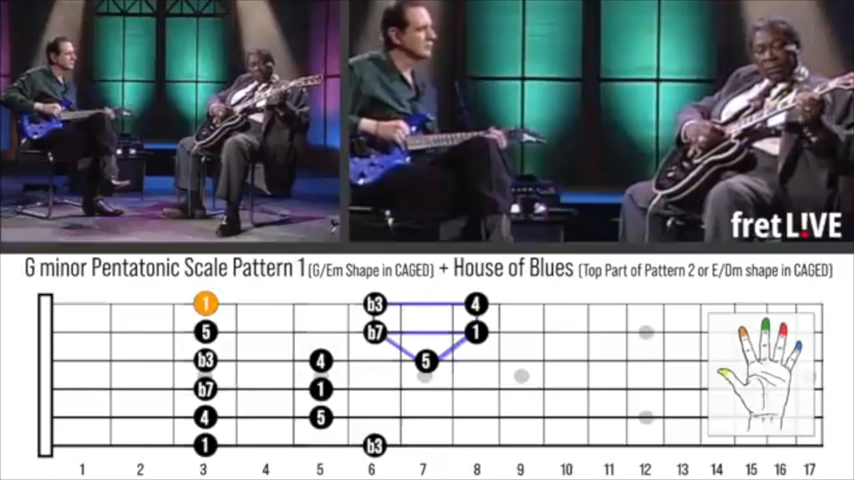 fretL!VE
G minor Pentatonic Scale Pattern 1 (G/Em Shape in CAGED) + House of Blues (Top Part of Pattern 2 or E/Dm shape in CAGED)
1 b3 4
5 b7 1
b3 4 5
b7 1
4 5
1 b3
1 2 3 4 5 6 7 8 9 10 11 12 13 14 15 16 17